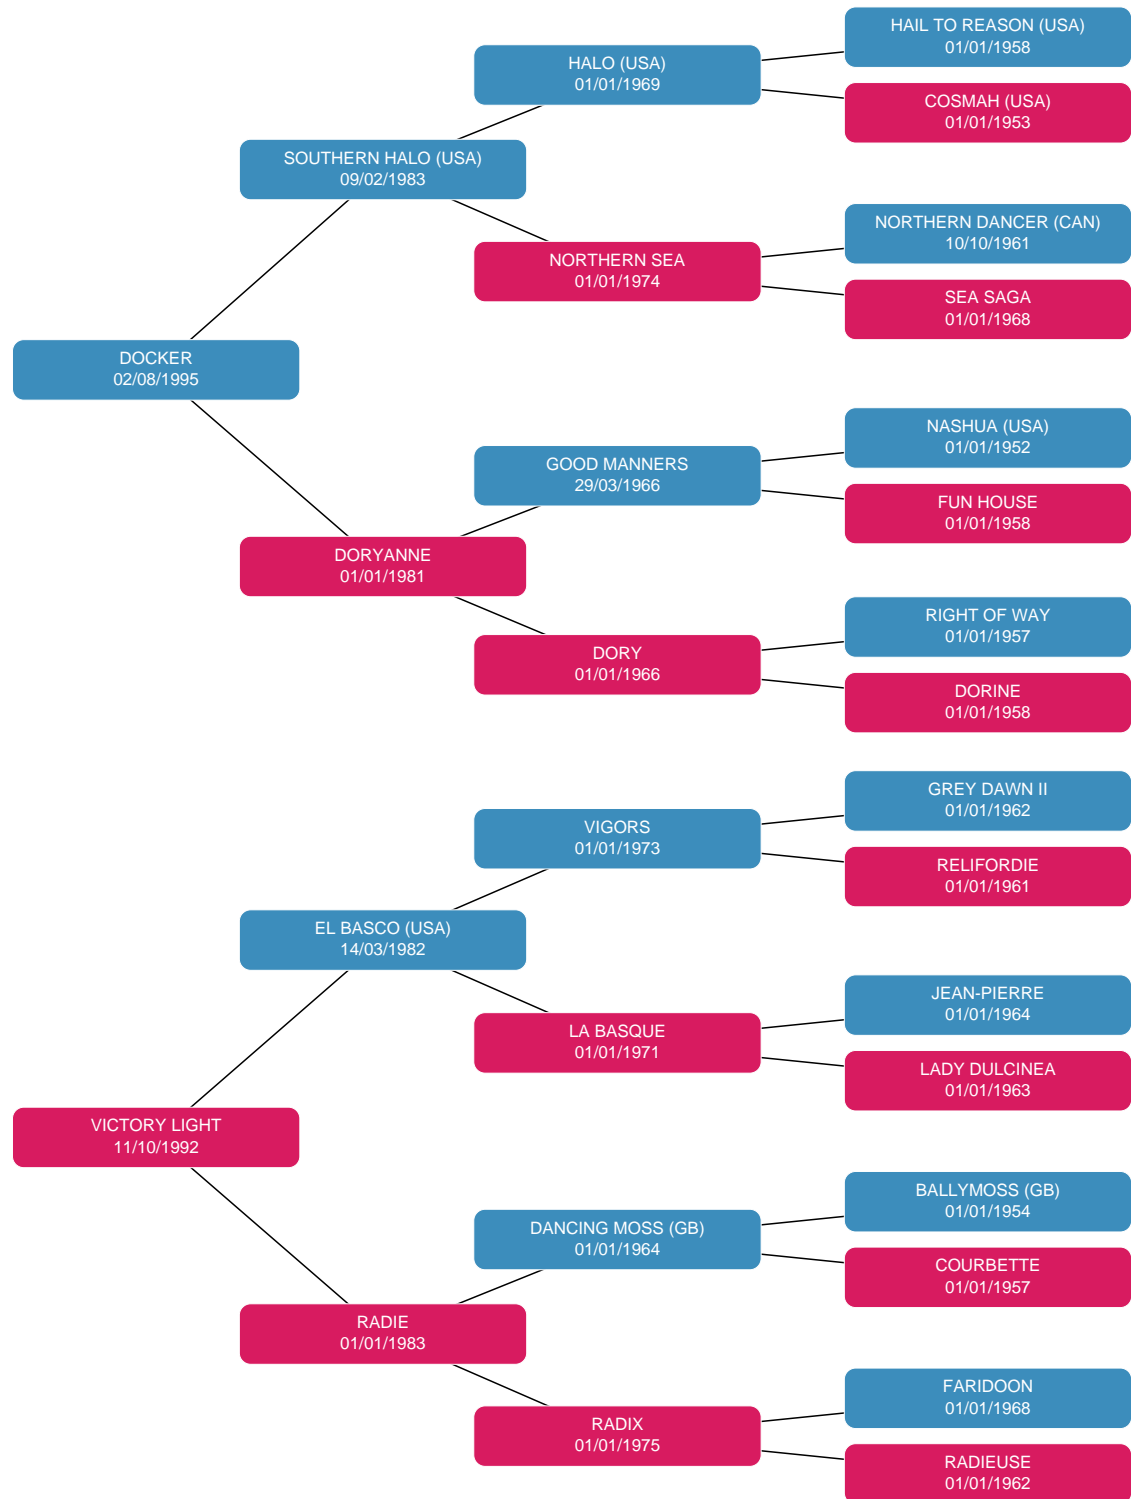 HAIL TO REASON (USA)
01/01/1958
HALO (USA)
01/01/1969
COSMAH (USA)
01/01/1953
SOUTHERN HALO (USA)
09/02/1983
NORTHERN DANCER (CAN)
10/10/1961
NORTHERN SEA
01/01/1974
SEA SAGA
01/01/1968
DOCKER
02/08/1995
NASHUA (USA)
01/01/1952
GOOD MANNERS
29/03/1966
FUN HOUSE
01/01/1958
DORYANNE
01/01/1981
RIGHT OF WAY
01/01/1957
DORY
01/01/1966
DORINE
01/01/1958
GREY DAWN II
01/01/1962
VIGORS
01/01/1973
RELIFORDIE
01/01/1961
EL BASCO (USA)
14/03/1982
JEAN-PIERRE
01/01/1964
LA BASQUE
01/01/1971
LADY DULCINEA
01/01/1963
VICTORY LIGHT
11/10/1992
BALLYMOSS (GB)
01/01/1954
DANCING MOSS (GB)
01/01/1964
COURBETTE
01/01/1957
RADIE
01/01/1983
FARIDOON
01/01/1968
RADIX
01/01/1975
RADIEUSE
01/01/1962